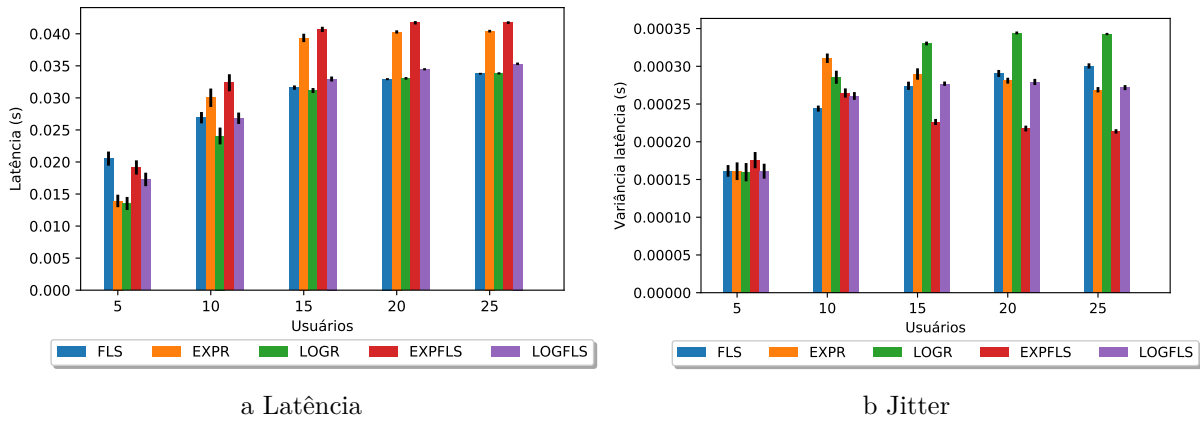 0.040
0.035
0.030
0.025
0.020
0.015
0.010
0.005
0.000
Latência (s)
5 10 15 20 25
Usuários
FLS EXPR LOGR EXPFLS LOGFLS
a Latência
0.00035
0.00030
0.00025
0.00020
0.00015
0.00010
0.00005
0.00000
Variância latência (s)
5 10 15 20 25
Usuários
FLS EXPR LOGR EXPFLS LOGFLS
b Jitter